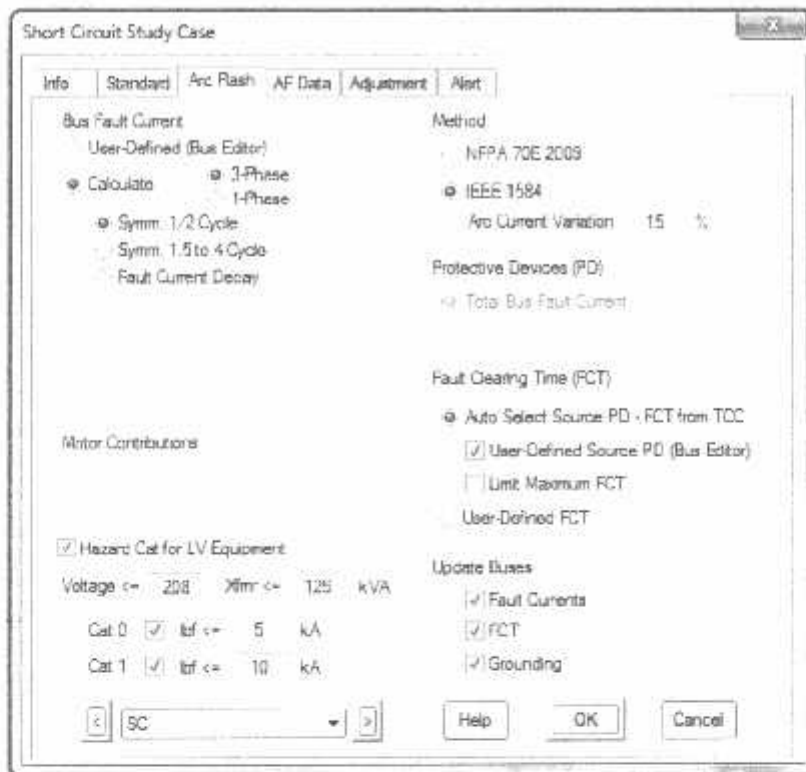 Short Circuit Study Case
Info Standard Arc Flash AF Data Adjustment Alert
Bus Fault Current
User-Defined (Bus Editor)
Calculate
3-Phase
1-Phase
Symm. 1/2 Cycle
Symm. 1.5 to 4 Cycle
Fault Current Decay
Motor Contributions
Hazard Cat for LV Equipment
Voltage <= 208 Xfmr <= 125 kVA
Cat 0 Ibf <= 5 kA
Cat 1 Ibf <= 10 kA
Method
NFPA 70E 2009
IEEE 1584
Arc Current Variation 15 %
Protective Devices (PD)
Total Bus Fault Current
Fault Clearing Time (FCT)
Auto Select Source PD - FCT from TCC
User-Defined Source PD (Bus Editor)
Limit Maximum FCT
User-Defined FCT
Update Buses
Fault Currents
FCT
Grounding
< SC >
Help OK Cancel